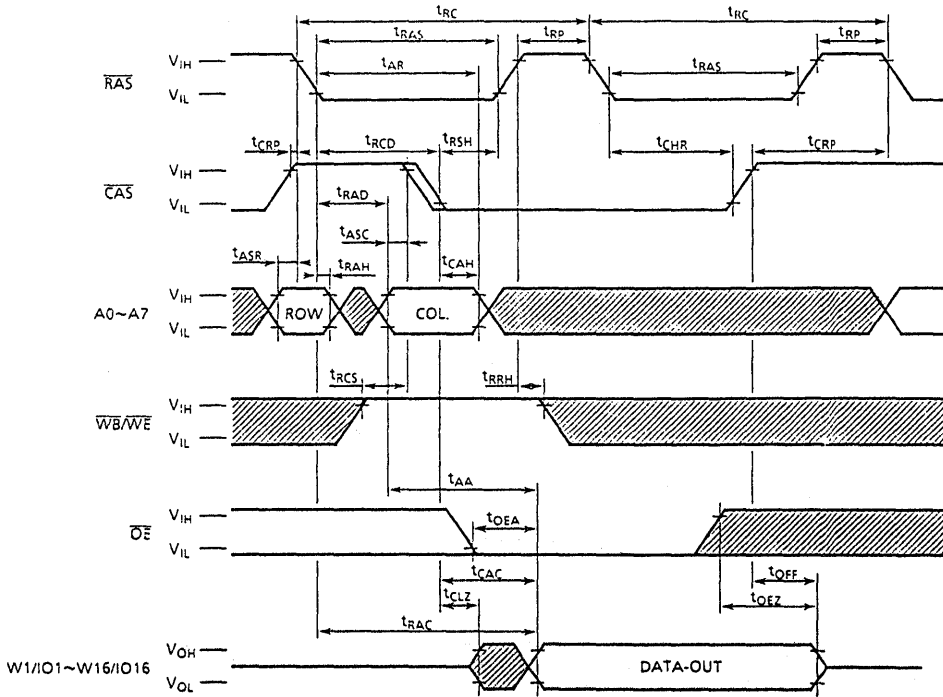 tRC tRC
tRAS tRP tRP
tAR tRAS
RAS VIH
VIL
tCRP tRCD tRSH tCHR tCRP
CAS VIH
VIL
tRAD
tASC
tASR tRAH tCAH
A0~A7 VIH
ROW COL.
VIL
tRCS tRRH
WB/WE VIH
VIL
tAA
OE VIH
tOEA
VIL
tCAC tOFF
tCLZ tOEZ
tRAC
W1/IO1~W16/IO16 VOH
DATA-OUT
VOL